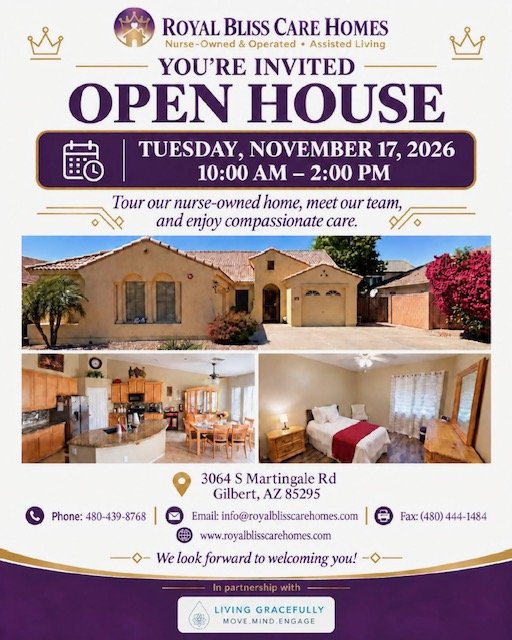 ROYAL BLISS CARE HOMES
Nurse-Owned & Operated • Assisted Living
YOU'RE INVITED
OPEN HOUSE
TUESDAY, NOVEMBER 17, 2026
10:00 AM – 2:00 PM
Tour our nurse-owned home, meet our team,
and enjoy compassionate care.
3064 S Martingale Rd
Gilbert, AZ 85295
Phone: 480-439-8768 Email: info@royalblisscarehomes.com Fax: (480) 444-1484
www.royalblisscarehomes.com
We look forward to welcoming you!
In partnership with
LIVING GRACEFULLY
MOVE.MIND.ENGAGE